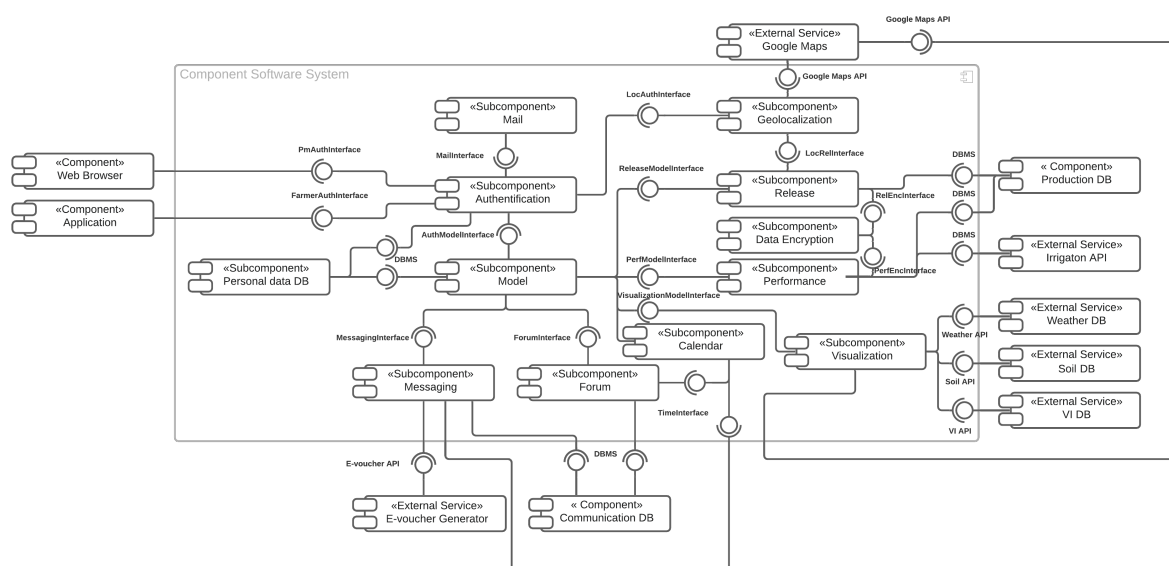 Google Maps API
«External Service»
Google Maps
Component Software System
Google Maps API
LocAuthInterface
«Subcomponent»
Mail
«Subcomponent»
Geolocalization
PmAuthInterface
MailInterface
LocRelInterface
DBMS
«Component»
Web Browser
ReleaseModelInterface
« Component»
Production DB
«Subcomponent»
Authentification
«Subcomponent»
Release
FarmerAuthInterface
RelEncInterface
DBMS
«Component»
Application
AuthModelInterface
«Subcomponent»
Data Encryption
DBMS
«External Service»
Irrigaton API
DBMS
PerfModelInterface
«Subcomponent»
Personal data DB
«Subcomponent»
Model
«Subcomponent»
Performance
PerfEncInterface
VisualizationModelInterface
«External Service»
Weather DB
MessagingInterface
ForumInterface
«Subcomponent»
Calendar
«Subcomponent»
Visualization
Weather API
«External Service»
Soil DB
«Subcomponent»
Messaging
«Subcomponent»
Forum
Soil API
TimeInterface
«External Service»
VI DB
VI API
E-voucher API
DBMS
«External Service»
E-voucher Generator
« Component»
Communication DB